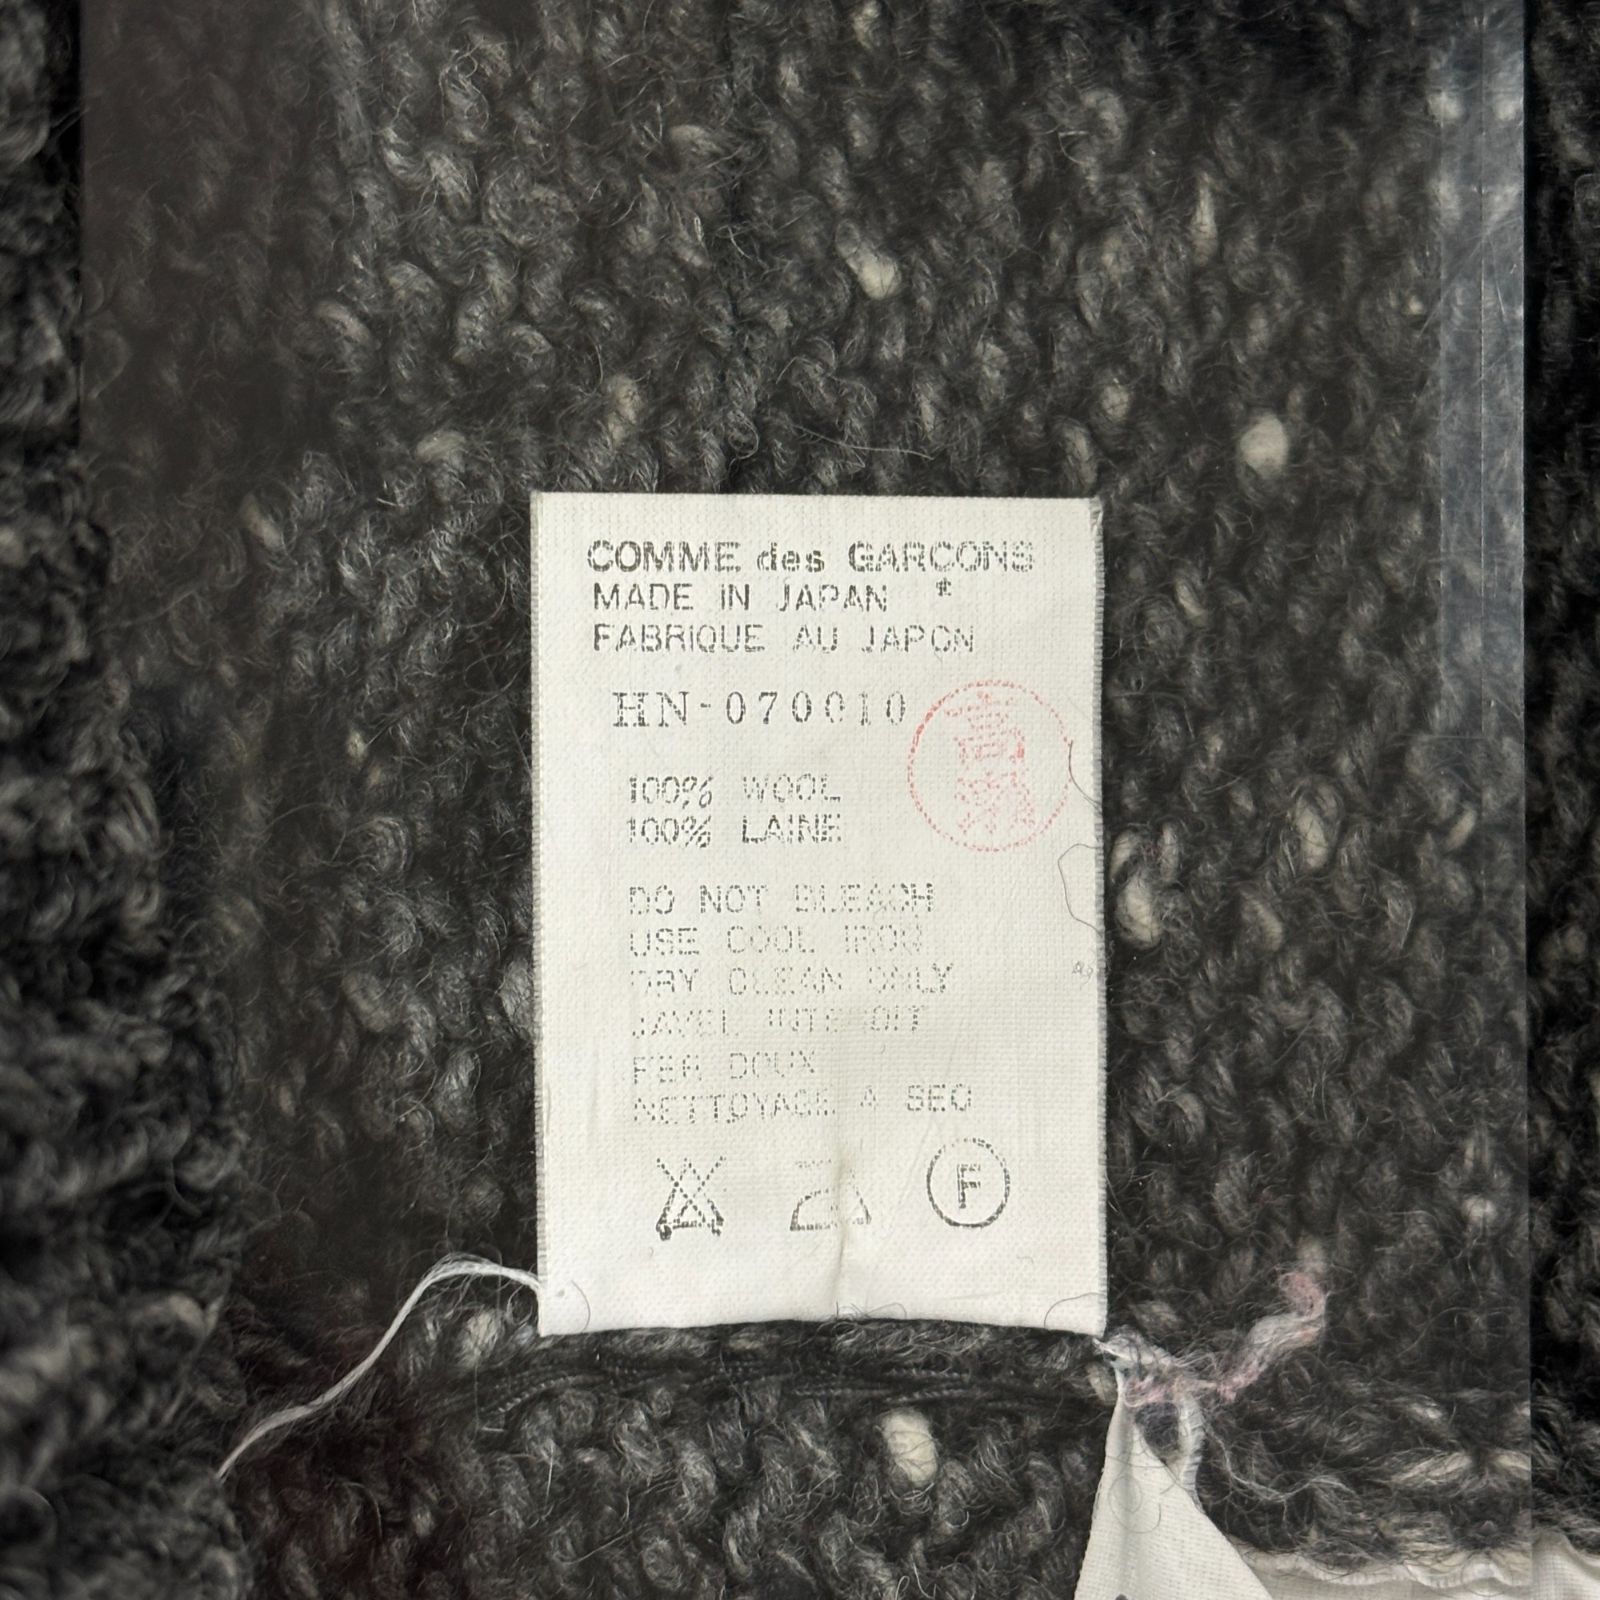 COMME des GARCONS
MADE IN JAPAN *
FABRIQUE AU JAPON
HN-070010
100% WOOL
100% LAINE
DO NOT BLEACH
USE COOL IRON
DRY CLEAN ONLY
JAVEL INTERDIT
FER DOUX
NETTOYAGE A SEC
F